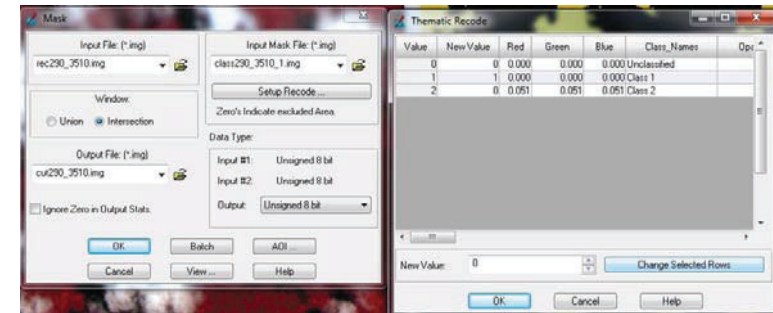 Mask
Input File: (*.img)
rec290_3510.img
Window:
Union Intersection
Output File: (*.img)
cut290_3510.img
Ignore Zero in Output Stats.
Input Mask File: (*.img)
class290_3510_1.img
Setup Recode ...
Zero's Indicate excluded Area.
Data Type:
Input #1: Unsigned 8 bit
Input #2: Unsigned 8 bit
Output: Unsigned 8 bit
OK Batch AOI ...
Cancel View ... Help
Thematic Recode
Value New Value Red Green Blue Class_Names Opa
0 0 0.000 0.000 0.000 Unclassified
1 1 0.000 0.000 0.000 Class 1
2 0 0.051 0.051 0.051 Class 2
New Value: 0 Change Selected Rows
OK Cancel Help